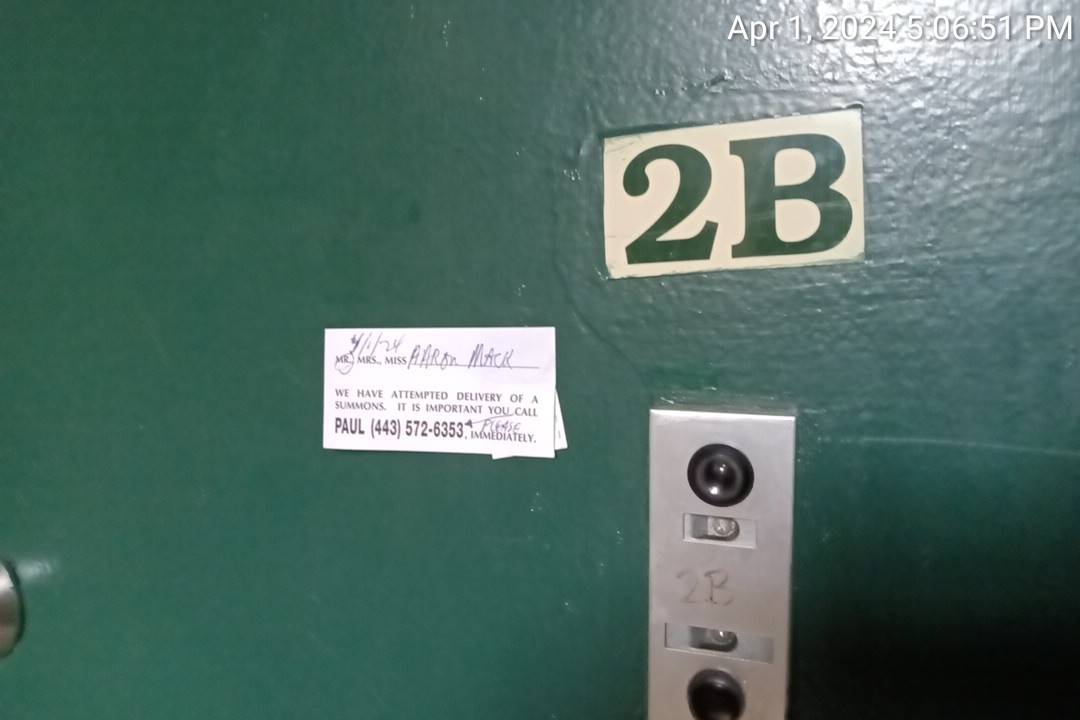 Apr 1, 2024 5:06:51 PM
2B
4/1/24
MR., MRS., MISS AARON MACK
WE HAVE ATTEMPTED DELIVERY OF A
SUMMONS. IT IS IMPORTANT YOU CALL
PLEASE
PAUL (443) 572-6353, IMMEDIATELY.
2B